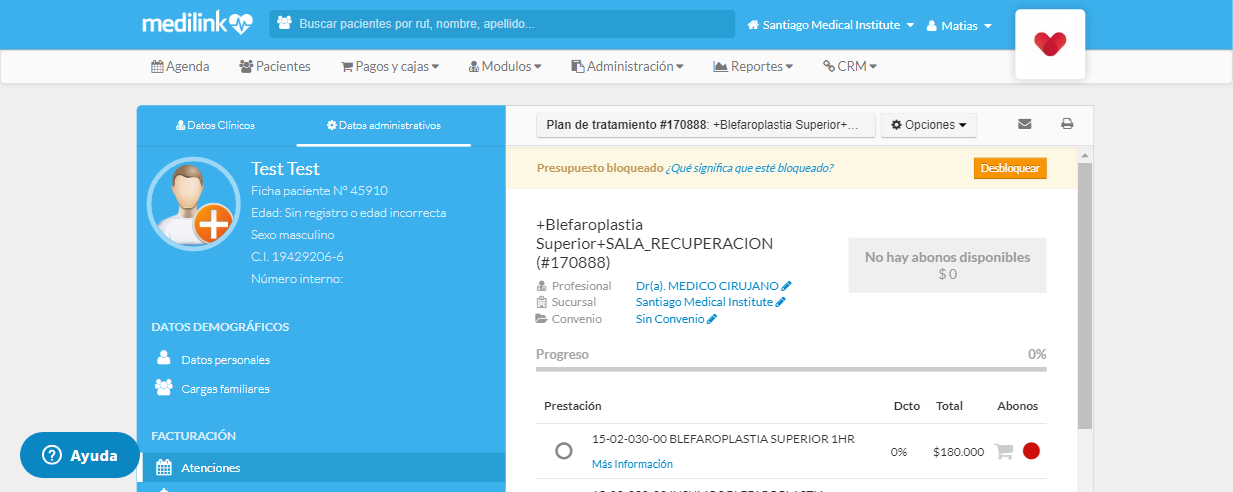 medilink
Buscar pacientes por rut, nombre, apellido...
Santiago Medical Institute
Matias
Agenda
Pacientes
Pagos y cajas
Modulos
Administración
Reportes
CRM
Datos Clínicos
Datos administrativos
Test Test
Ficha paciente N° 45910
Edad: Sin registro o edad incorrecta
Sexo masculino
C.I. 19429206-6
Número interno:
DATOS DEMOGRÁFICOS
Datos personales
Cargas familiares
FACTURACIÓN
Atenciones
Ayuda
Plan de tratamiento #170888: +Blefaroplastia Superior+...
Opciones
Presupuesto bloqueado ¿Qué significa que esté bloqueado?
Desbloquear
+Blefaroplastia
Superior+SALA_RECUPERACION
(#170888)
No hay abonos disponibles
$ 0
Profesional Dr(a). MEDICO CIRUJANO
Sucursal Santiago Medical Institute
Convenio Sin Convenio
Progreso 0%
Prestación Dcto Total Abonos
15-02-030-00 BLEFAROPLASTIA SUPERIOR 1HR
0% $180.000
Más Información